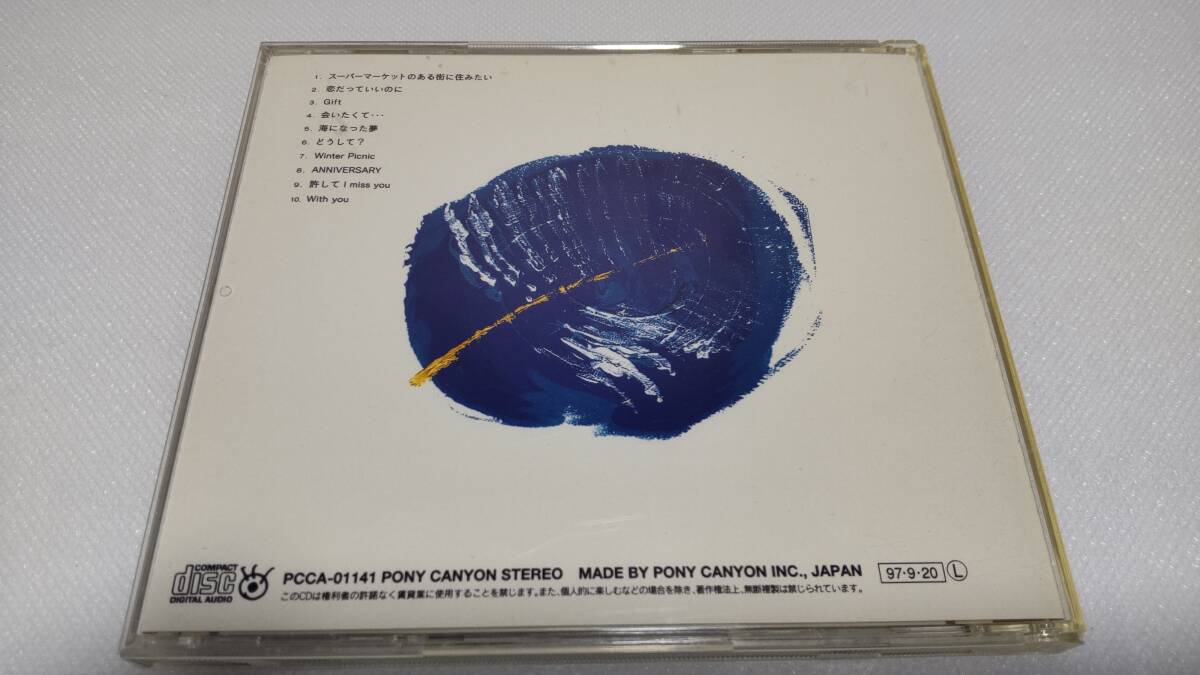 1. スーパーマーケットのある街に住みたい
2. 恋だっていいのに
3. Gift
4. 会いたくて・・・
5. 海になった夢
6. どうして？
7. Winter Picnic
8. ANNIVERSARY
9. 許して I miss you
10. With you
COMPACT
disc
DIGITAL AUDIO
PCCA-01141 PONY CANYON STEREO MADE BY PONY CANYON INC., JAPAN 97・9・20 L
このCDは権利者の許諾なく賃貸業に使用することを禁じます。また、個人的に楽しむなどの場合を除き、著作権法上、無断複製は禁じられています。